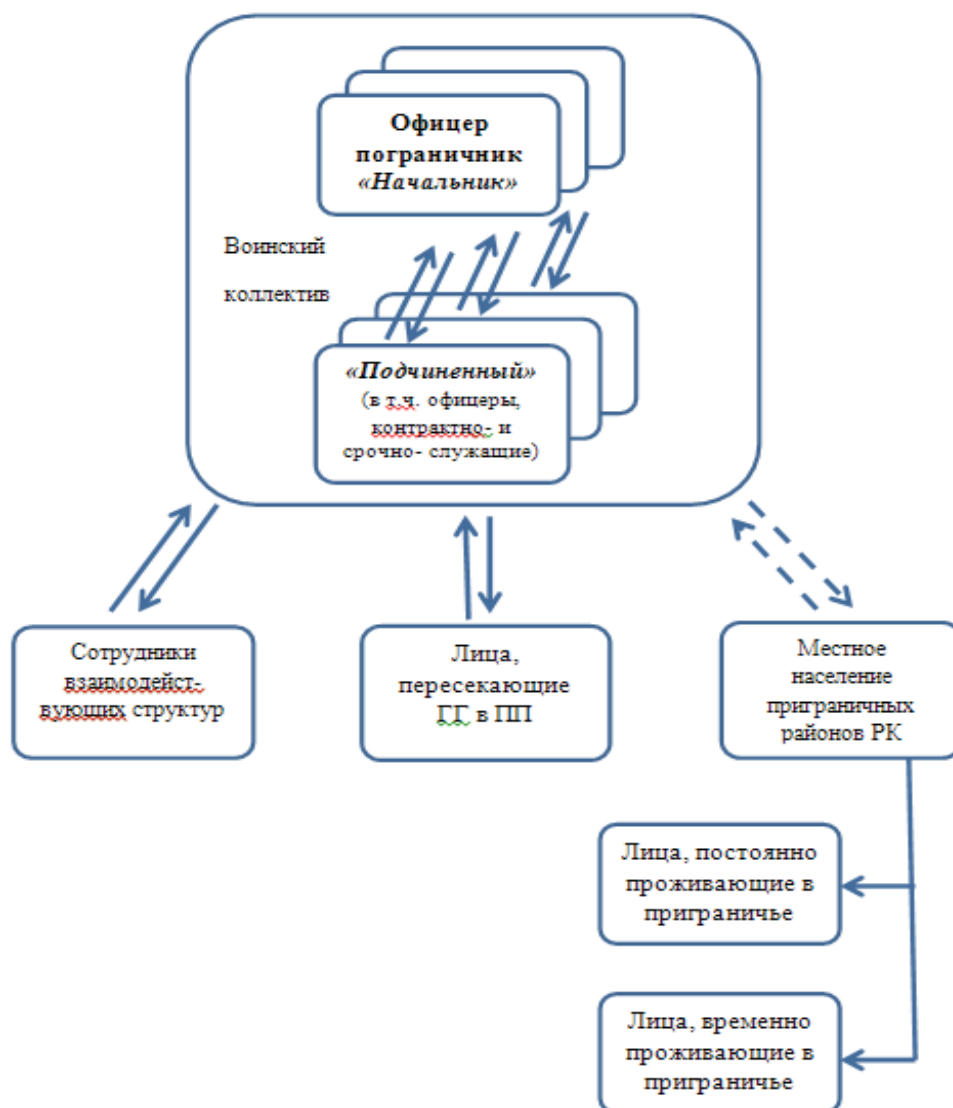 Офицер
пограничник
«Начальник»
Воинский
коллектив
«Подчиненный»
(в т.ч. офицеры,
контрактно- и
срочно- служащие)
Сотрудники
взаимодейст-
вующих структур
Лица,
пересекающие
ГГ в ПП
Местное
население
приграничных
районов РК
Лица, постоянно
проживающие в
приграничье
Лица, временно
проживающие в
приграничье